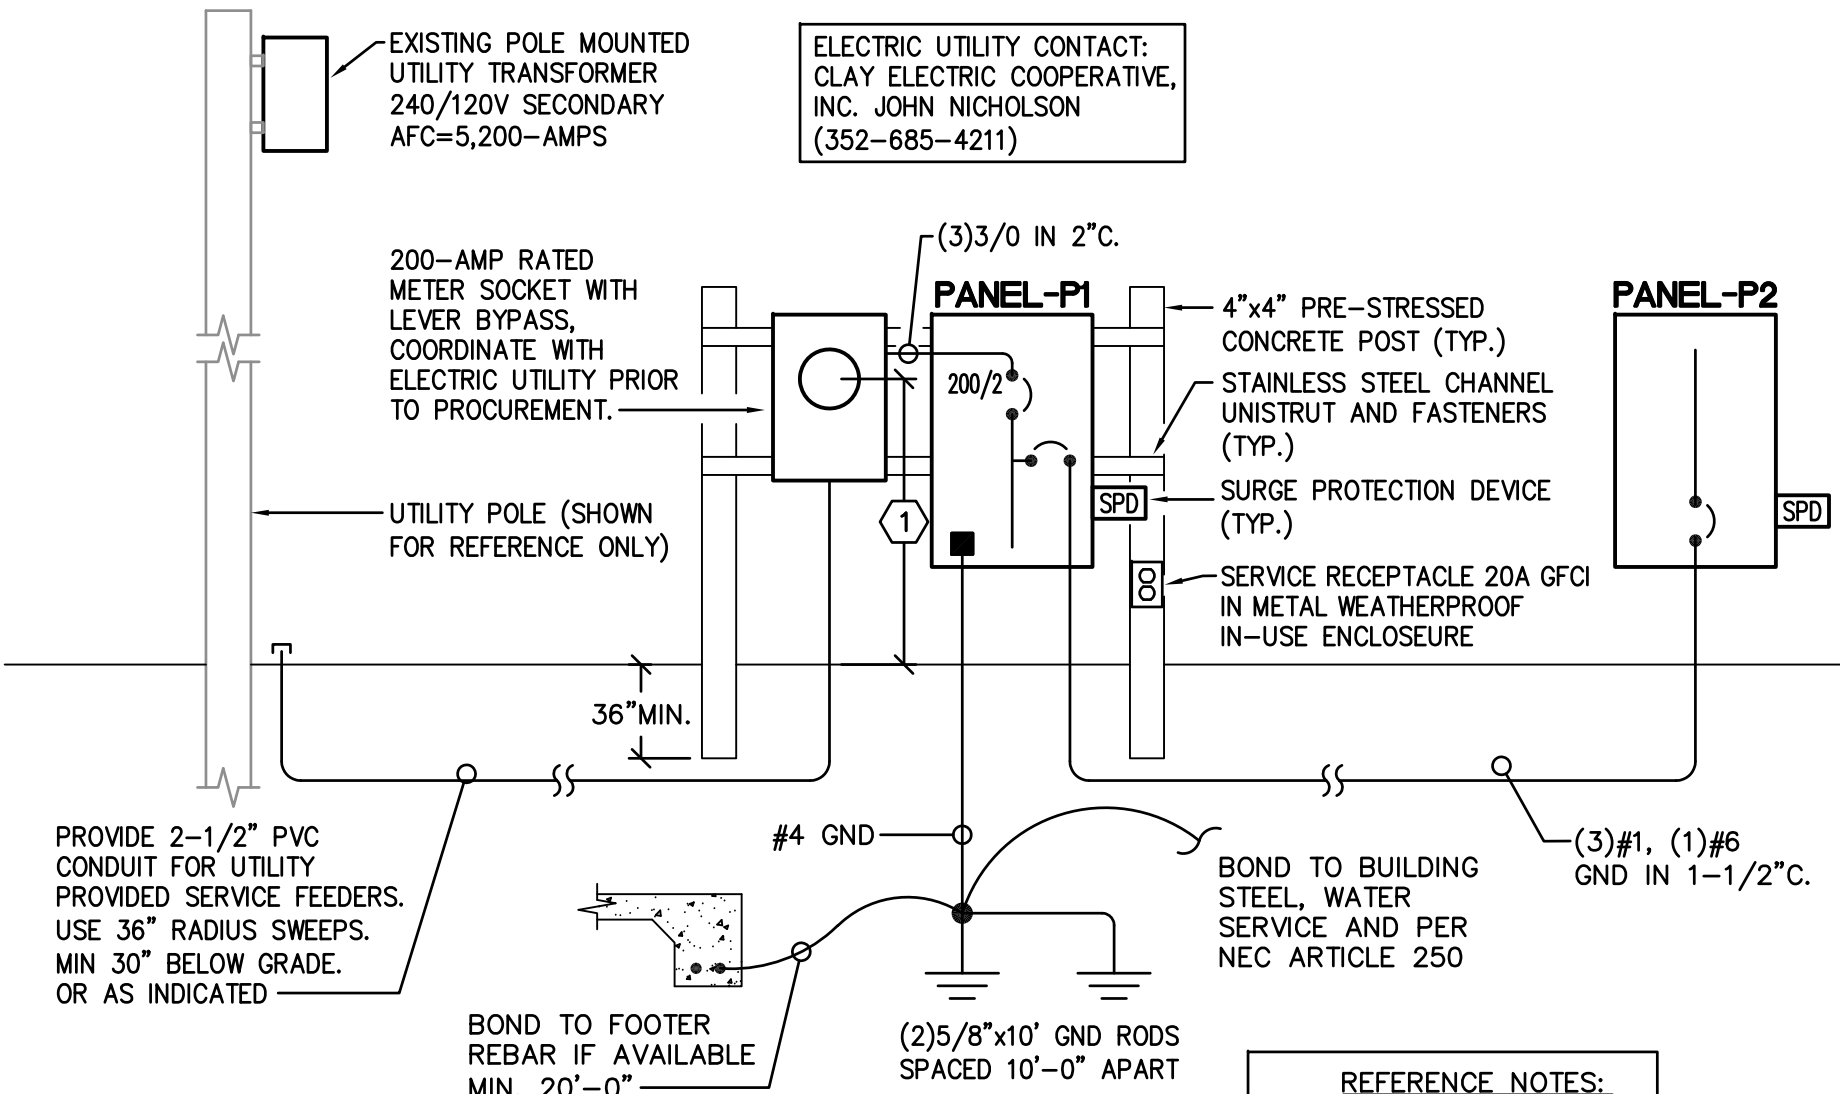 EXISTING POLE MOUNTED
UTILITY TRANSFORMER
240/120V SECONDARY
AFC=5,200-AMPS
ELECTRIC UTILITY CONTACT:
CLAY ELECTRIC COOPERATIVE,
INC. JOHN NICHOLSON
(352-685-4211)
200-AMP RATED
METER SOCKET WITH
LEVER BYPASS,
COORDINATE WITH
ELECTRIC UTILITY PRIOR
TO PROCUREMENT.
(3)3/0 IN 2"C.
PANEL-P1
200/2
SPD
1
4"x4" PRE-STRESSED
CONCRETE POST (TYP.)
STAINLESS STEEL CHANNEL
UNISTRUT AND FASTENERS
(TYP.)
SURGE PROTECTION DEVICE
(TYP.)
SERVICE RECEPTACLE 20A GFCI
IN METAL WEATHERPROOF
IN-USE ENCLOSEURE
PANEL-P2
SPD
UTILITY POLE (SHOWN
FOR REFERENCE ONLY)
36"MIN.
PROVIDE 2-1/2" PVC
CONDUIT FOR UTILITY
PROVIDED SERVICE FEEDERS.
USE 36" RADIUS SWEEPS.
MIN 30" BELOW GRADE.
OR AS INDICATED
#4 GND
BOND TO BUILDING
STEEL, WATER
SERVICE AND PER
NEC ARTICLE 250
(3)#1, (1)#6
GND IN 1-1/2"C.
BOND TO FOOTER
REBAR IF AVAILABLE
MIN. 20'-0"
(2)5/8"x10' GND RODS
SPACED 10'-0" APART
REFERENCE NOTES: